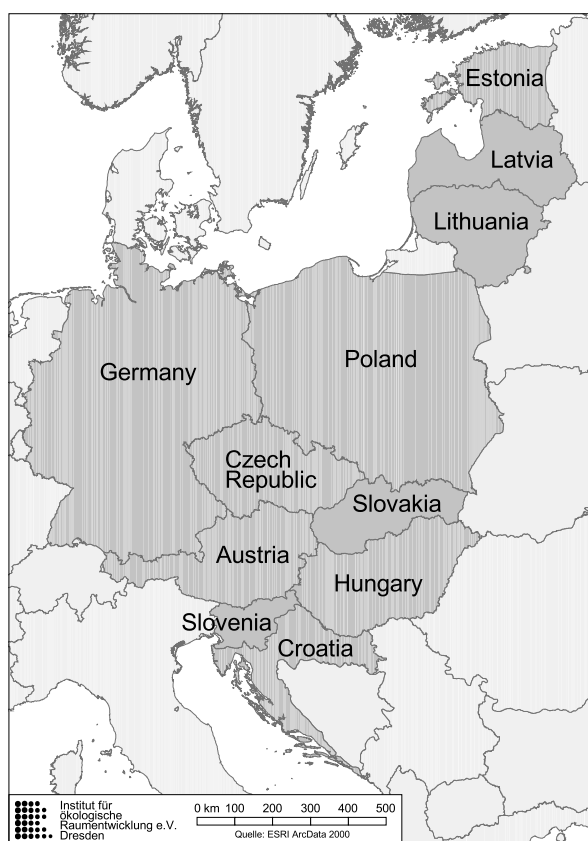 Estonia
Latvia
Lithuania
Germany
Poland
Czech
Republic
Slovakia
Austria
Hungary
Slovenia
Croatia
Institut für
ökologische
Raumentwicklung e.V.
Dresden
0 km 100 200 300 400 500
Quelle: ESRI ArcData 2000